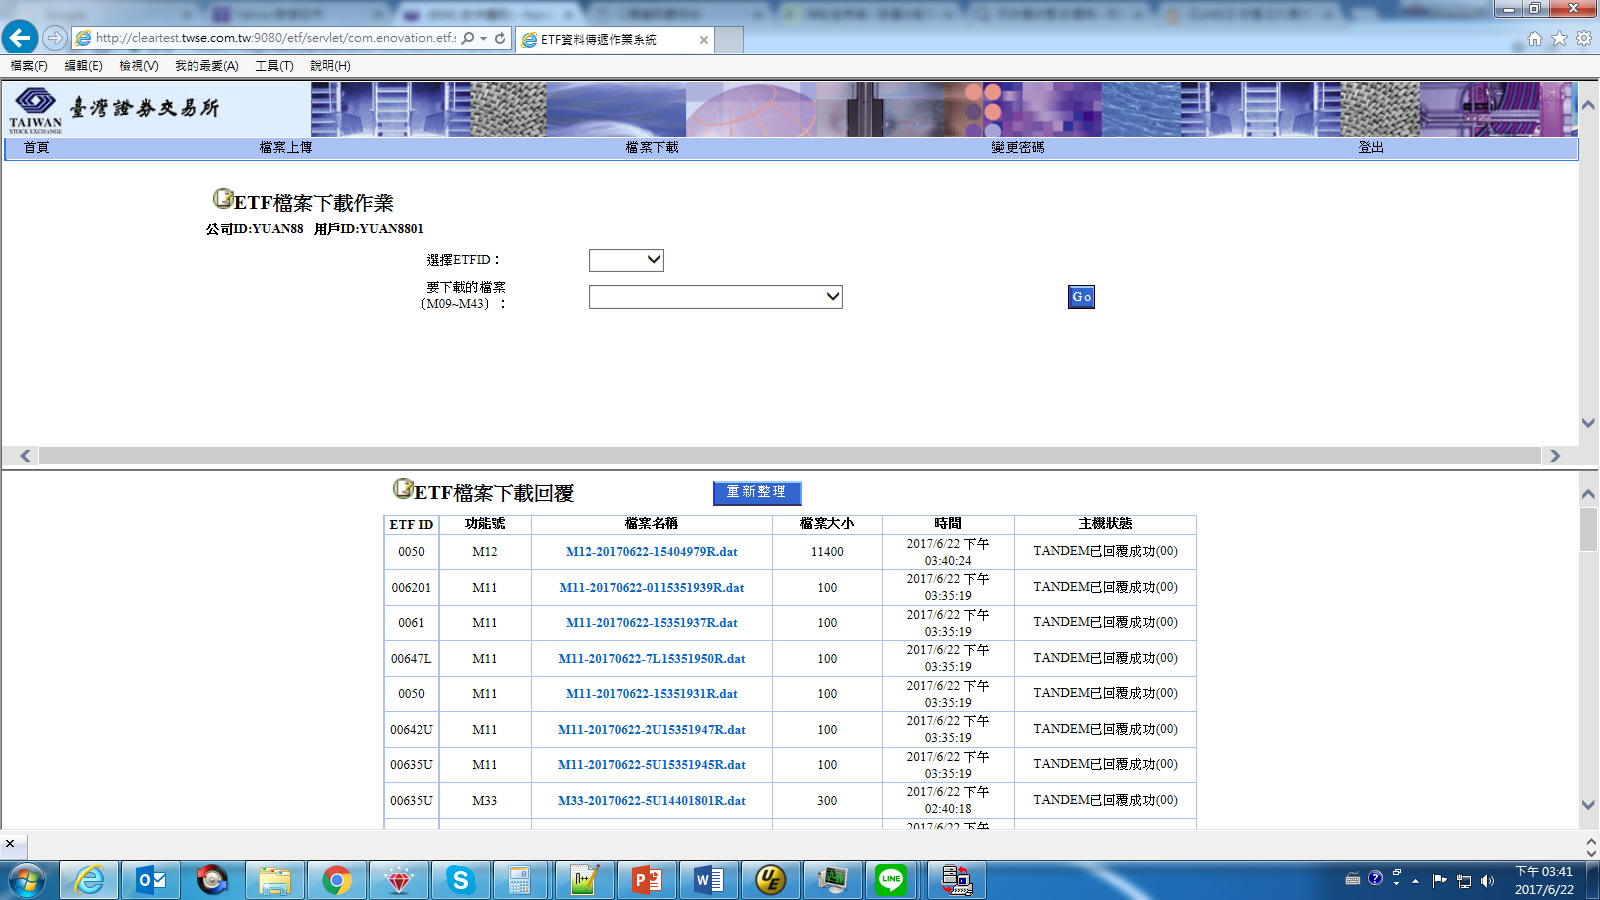 http://cleartest.twse.com.tw:9080/etf/servlet/com.enovation.etf.s
ETF資料傳遞作業系統
檔案(F) 編輯(E) 檢視(V) 我的最愛(A) 工具(T) 說明(H)
TAIWAN
STOCK EXCHANGE
臺灣證券交易所
首頁 檔案上傳 檔案下載 變更密碼 登出
ETF檔案下載作業
公司ID:YUAN88 用戶ID:YUAN8801
選擇ETFID：
要下載的檔案
（M09~M43）：
Go
ETF檔案下載回覆
重新整理
ETF ID 功能號 檔案名稱 檔案大小 時間 主機狀態
0050 M12 M12-20170622-15404979R.dat 11400 2017/6/22 下午 03:40:24 TANDEM已回覆成功(00)
006201 M11 M11-20170622-0115351939R.dat 100 2017/6/22 下午 03:35:19 TANDEM已回覆成功(00)
0061 M11 M11-20170622-15351937R.dat 100 2017/6/22 下午 03:35:19 TANDEM已回覆成功(00)
00647L M11 M11-20170622-7L15351950R.dat 100 2017/6/22 下午 03:35:19 TANDEM已回覆成功(00)
0050 M11 M11-20170622-15351931R.dat 100 2017/6/22 下午 03:35:19 TANDEM已回覆成功(00)
00642U M11 M11-20170622-2U15351947R.dat 100 2017/6/22 下午 03:35:19 TANDEM已回覆成功(00)
00635U M11 M11-20170622-5U15351945R.dat 100 2017/6/22 下午 03:35:19 TANDEM已回覆成功(00)
00635U M33 M33-20170622-5U14401801R.dat 300 2017/6/22 下午 02:40:18 TANDEM已回覆成功(00)
2017/6/22 下午
下午 03:41
2017/6/22